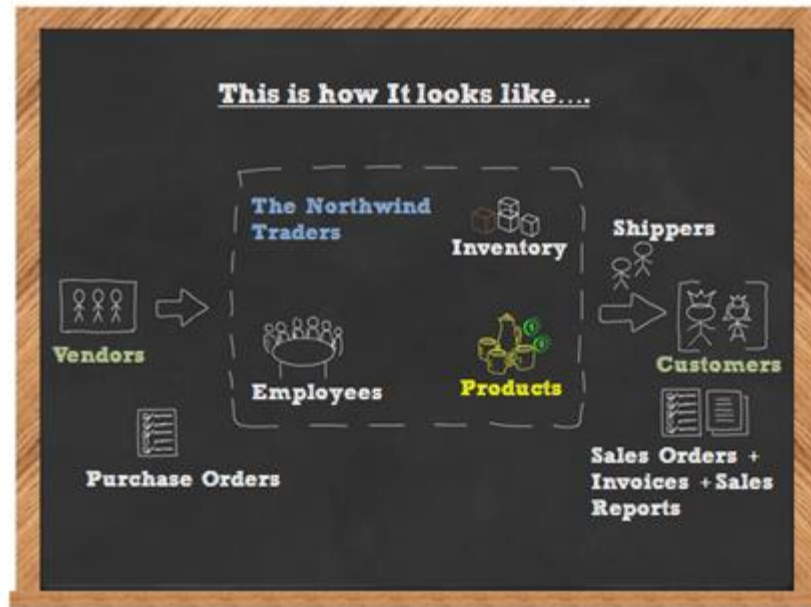 This is how It looks like….
The Northwind
Traders
Inventory
Shippers
Vendors
Employees
Products
Customers
Purchase Orders
Sales Orders +
Invoices +Sales
Reports